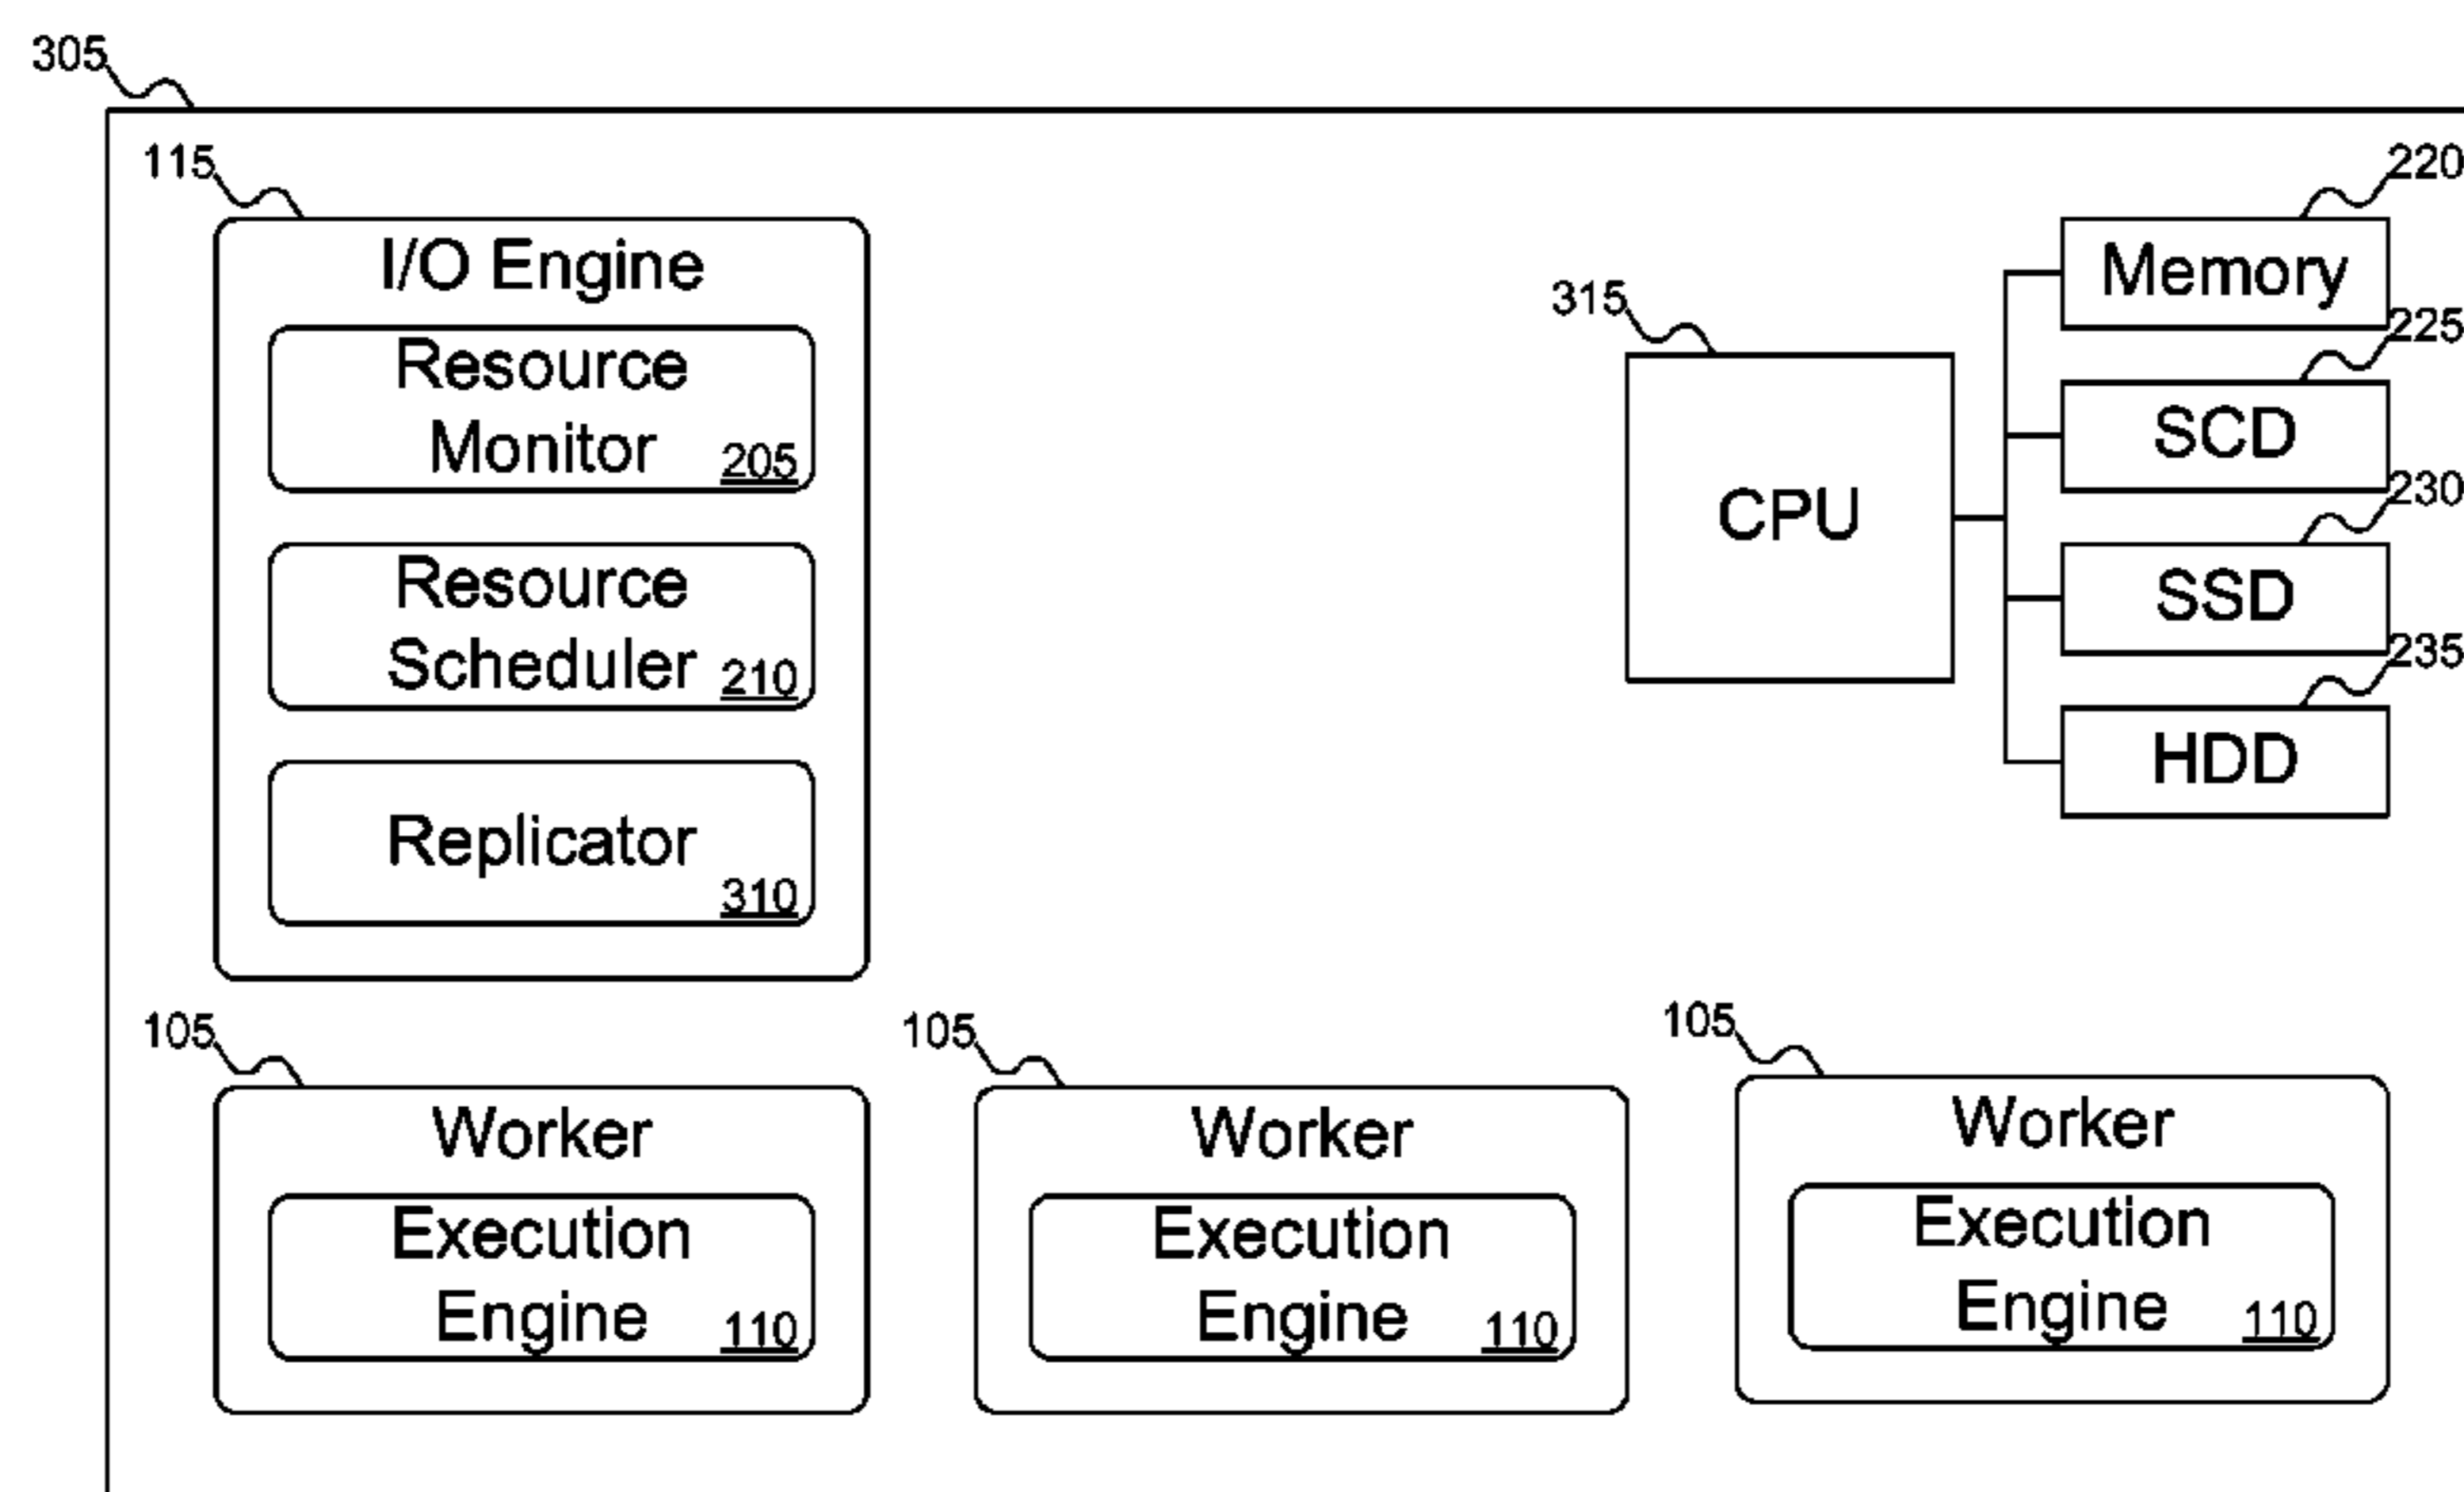 305
115
I/O Engine
Resource
Monitor 205
Resource
Scheduler 210
Replicator
310
315
CPU
220
Memory
225
SCD
230
SSD
235
HDD
105
Worker
Execution
Engine 110
105
Worker
Execution
Engine 110
105
Worker
Execution
Engine 110